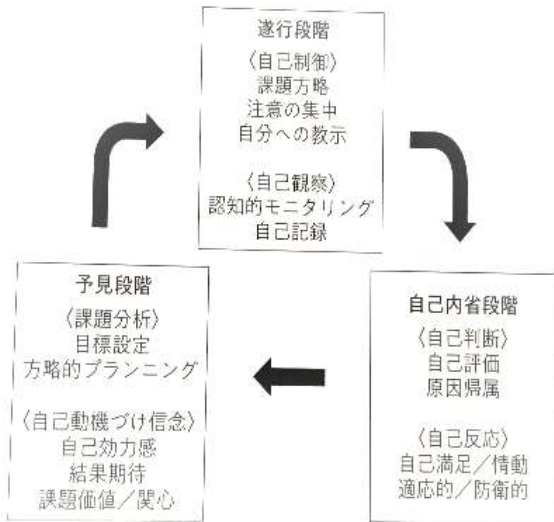 遂行段階
〈自己制御〉
課題方略
注意の集中
自分への教示
〈自己観察〉
認知的モニタリング
自己記録
予見段階
〈課題分析〉
目標設定
方略的プランニング
〈自己動機づけ信念〉
自己効力感
結果期待
課題価値／関心
自己内省段階
〈自己判断〉
自己評価
原因帰属
〈自己反応〉
自己満足／情動
適応的／防衛的